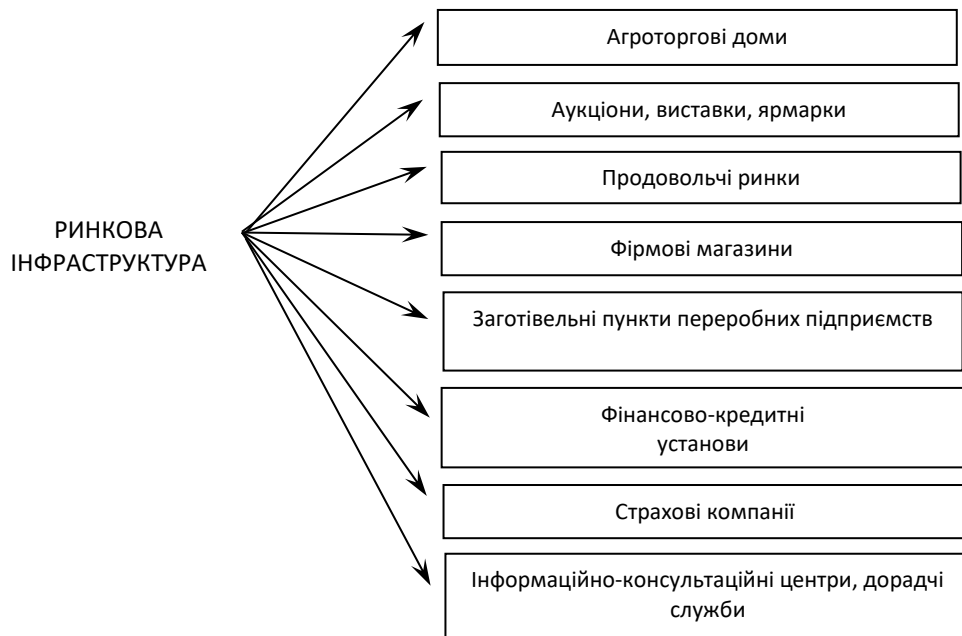 РИНКОВА
ІНФРАСТРУКТУРА
Агроторгові доми
Аукціони, виставки, ярмарки
Продовольчі ринки
Фірмові магазини
Заготівельні пункти переробних підприємств
Фінансово-кредитні
установи
Страхові компанії
Інформаційно-консультаційні центри, дорадчі
служби